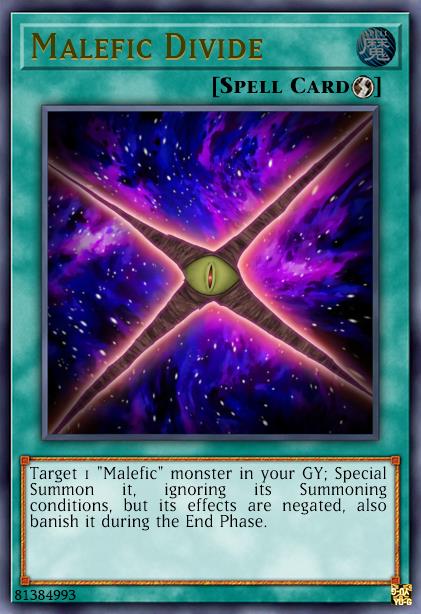 Malefic Divide
魔
[Spell Card]
Target 1 "Malefic" monster in your GY; Special
Summon it, ignoring its Summoning
conditions, but its effects are negated, also
banish it during the End Phase.
81384993